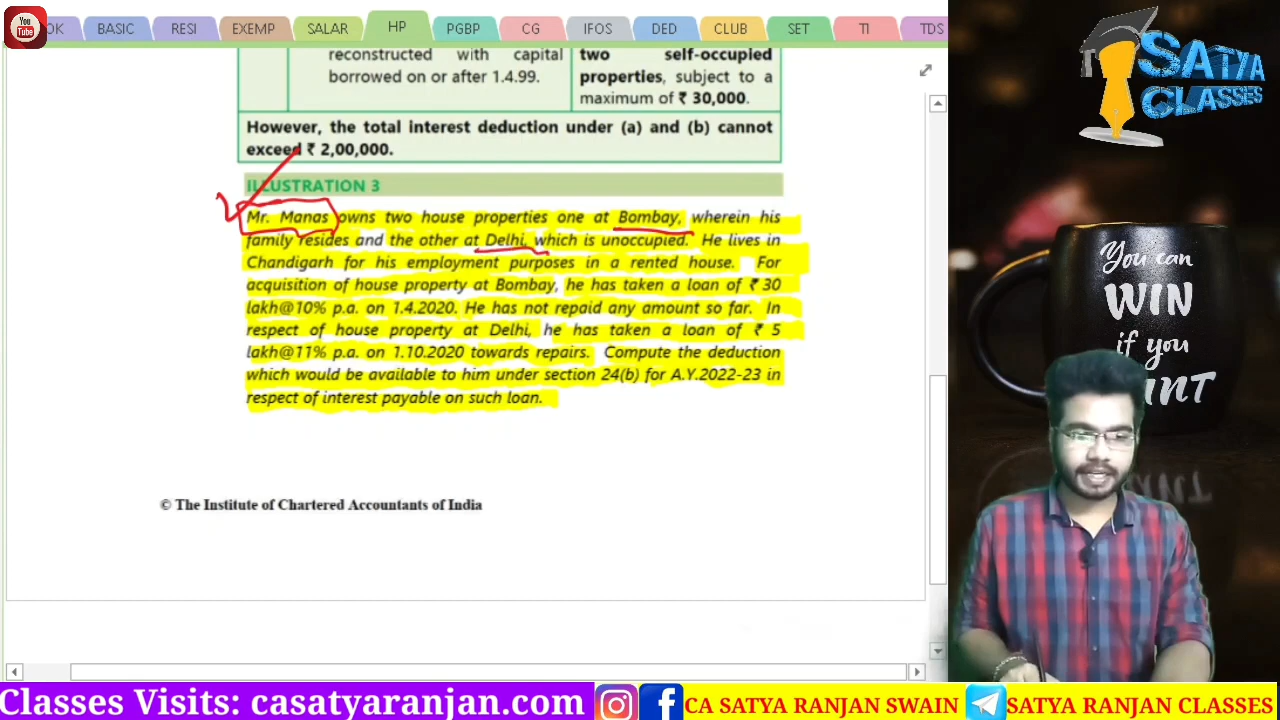 You
Tube
OK
BASIC
RESI
EXEMP
SALAR
HP
PGBP
CG
IFOS
DED
CLUB
SET
TI
TDS
reconstructed with capital
borrowed on or after 1.4.99.
two self-occupied
properties, subject to a
maximum of ₹ 30,000.
However, the total interest deduction under (a) and (b) cannot
exceed ₹ 2,00,000.
ILLUSTRATION 3
Mr. Manas owns two house properties one at Bombay, wherein his
family resides and the other at Delhi, which is unoccupied. He lives in
Chandigarh for his employment purposes in a rented house. For
acquisition of house property at Bombay, he has taken a loan of ₹ 30
lakh@10% p.a. on 1.4.2020. He has not repaid any amount so far. In
respect of house property at Delhi, he has taken a loan of ₹ 5
lakh@11% p.a. on 1.10.2020 towards repairs. Compute the deduction
which would be available to him under section 24(b) for A.Y.2022-23 in
respect of interest payable on such loan.
© The Institute of Chartered Accountants of India
SATYA
CLASSES
You can
WIN
if you
Classes Visits: casatyaranjan.com
CA SATYA RANJAN SWAIN
SATYA RANJAN CLASSES